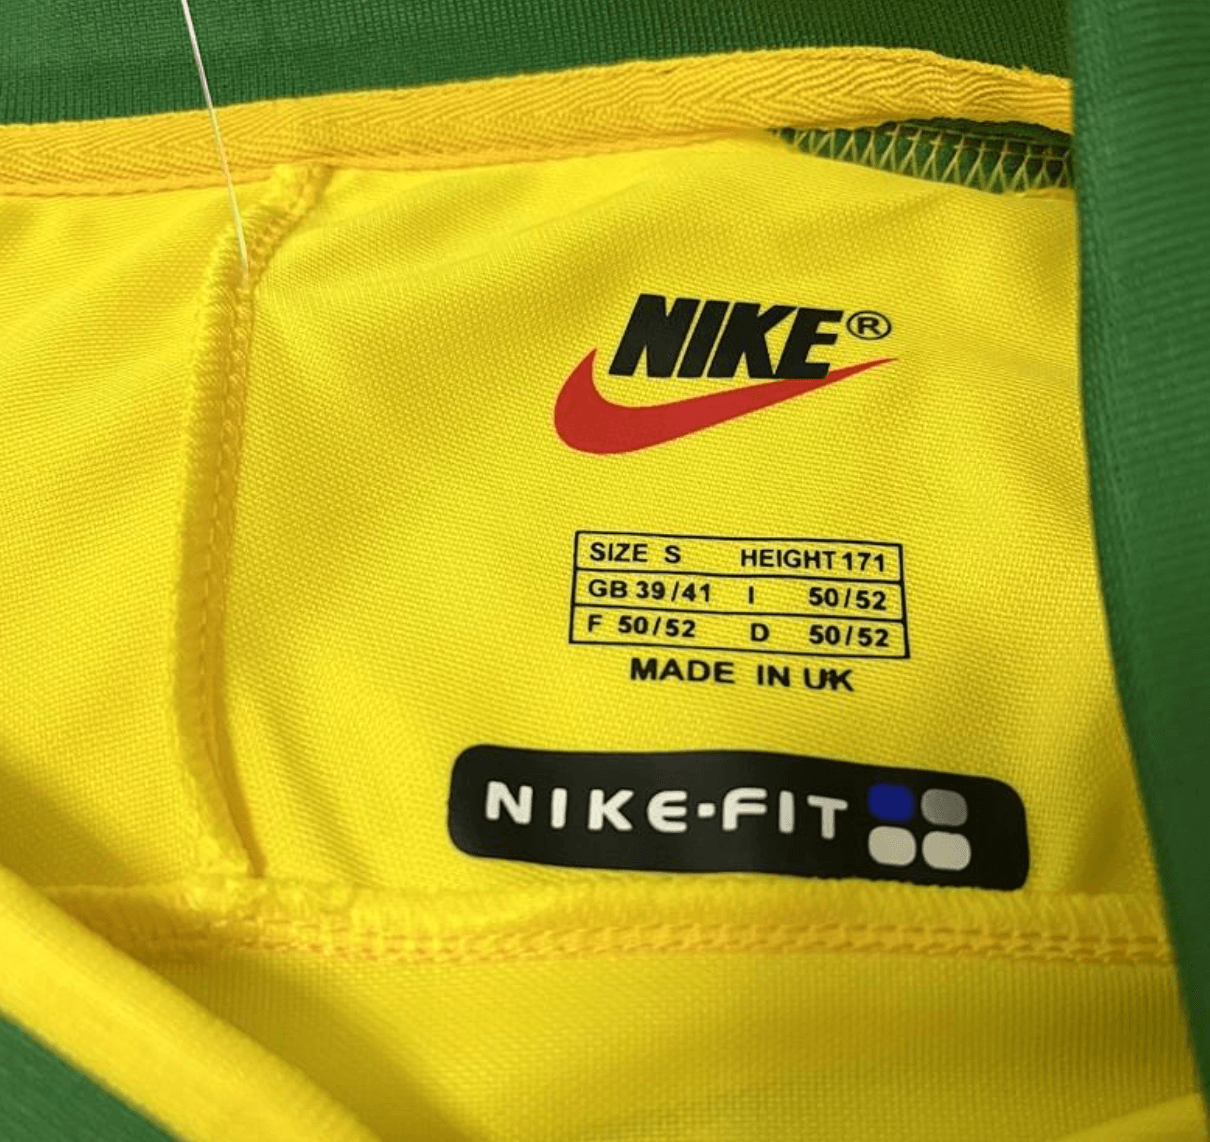 NIKE®
SIZE S HEIGHT 171
GB 39/41 I 50/52
F 50/52 D 50/52
MADE IN UK
NIKE·FIT